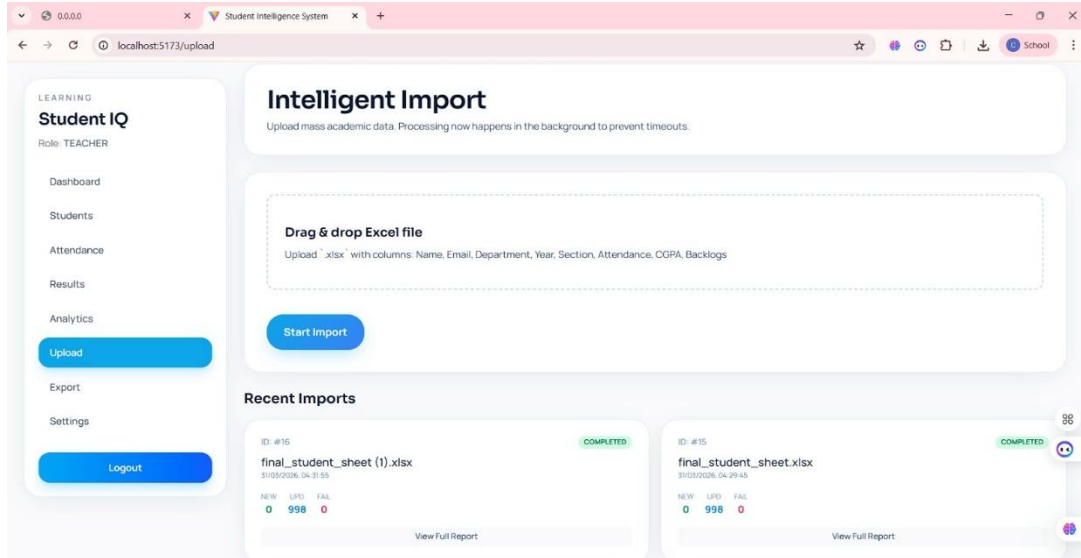 0.0.0.0
Student Intelligence System
localhost:5173/upload
School
LEARNING
Student IQ
Role: TEACHER
Dashboard
Students
Attendance
Results
Analytics
Upload
Export
Settings
Logout
Intelligent Import
Upload mass academic data. Processing now happens in the background to prevent timeouts.
Drag & drop Excel file
Upload `.xlsx` with columns: Name, Email, Department, Year, Section, Attendance, CGPA, Backlogs
Start Import
Recent Imports
ID: #16 COMPLETED
final_student_sheet (1).xlsx
31/03/2026, 04:31:55
NEW UPD FAIL
0 998 0
View Full Report
ID: #15 COMPLETED
final_student_sheet.xlsx
31/03/2026, 04:29:45
NEW UPD FAIL
0 998 0
View Full Report